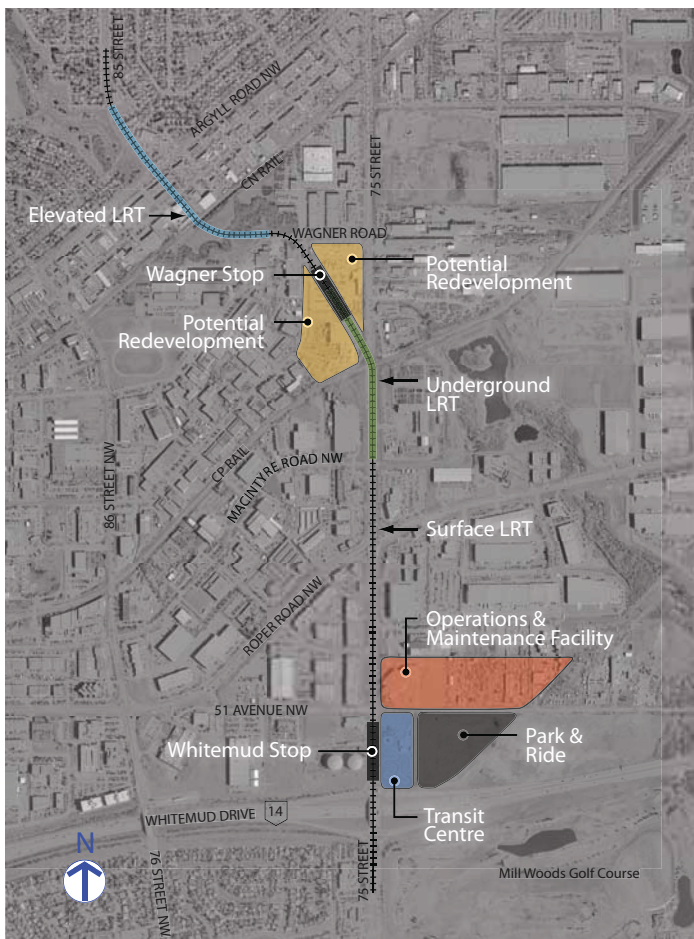 85 STREET
ARGYLL ROAD NW
CN RAIL
75 STREET
Elevated LRT
WAGNER ROAD
Wagner Stop
Potential
Redevelopment
Potential
Redevelopment
Underground
LRT
CP RAIL
MACINTYRE ROAD NW
86 STREET NW
Surface LRT
ROPER ROAD NW
Operations &
Maintenance Facility
51 AVENUE NW
Whitemud Stop
Park &
Ride
WHITEMUD DRIVE
14
Transit
Centre
N
76 STREET NW
75 STREET
Mill Woods Golf Course